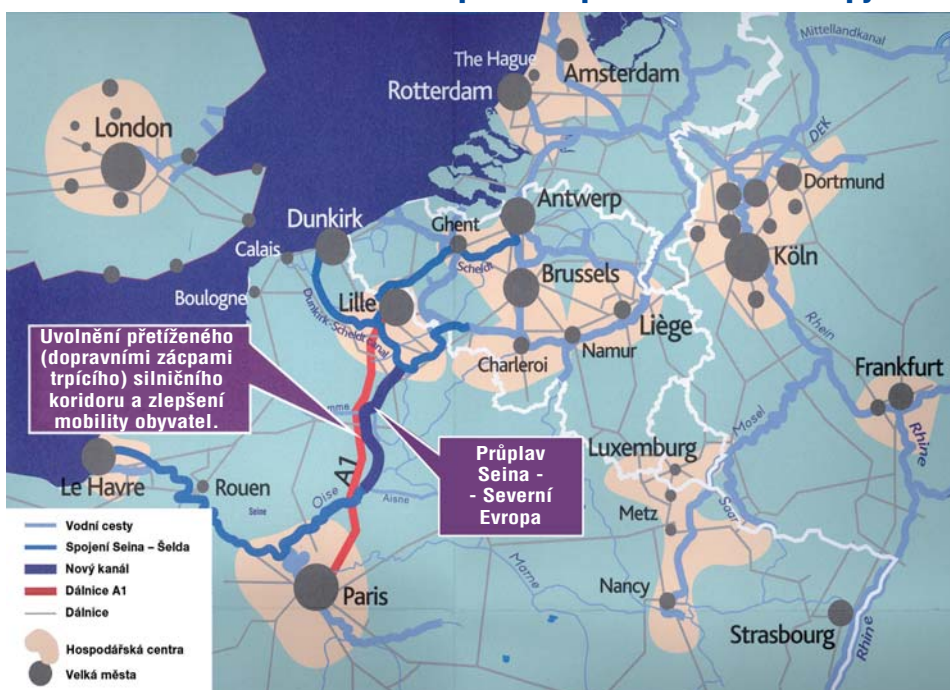 Mittellandkanal
The Hague
Amsterdam
Rotterdam
London
DEK
Dortmund
Antwerp
Dunkirk
Ghent
Calais
Scheldt
Köln
Brussels
Boulogne
Lille
Rhein
Dunkirk-Scheldt canal
Liège
Uvolnění přetíženého
(dopravními zácpami
trpícího) silničního
koridoru a zlepšení
mobility obyvatel.
Charleroi
Namur
Frankfurt
Mosel
Rhine
Průplav
Seina -
- Severní
Evropa
Luxemburg
A1
Le Havre
Rouen
Oise
Aisne
Seine
Saar
Metz
Marne
Nancy
Paris
Strasbourg
Rhine
Vodní cesty
Spojení Seina – Šelda
Nový kanál
Dálnice A1
Dálnice
Hospodářská centra
Velká města